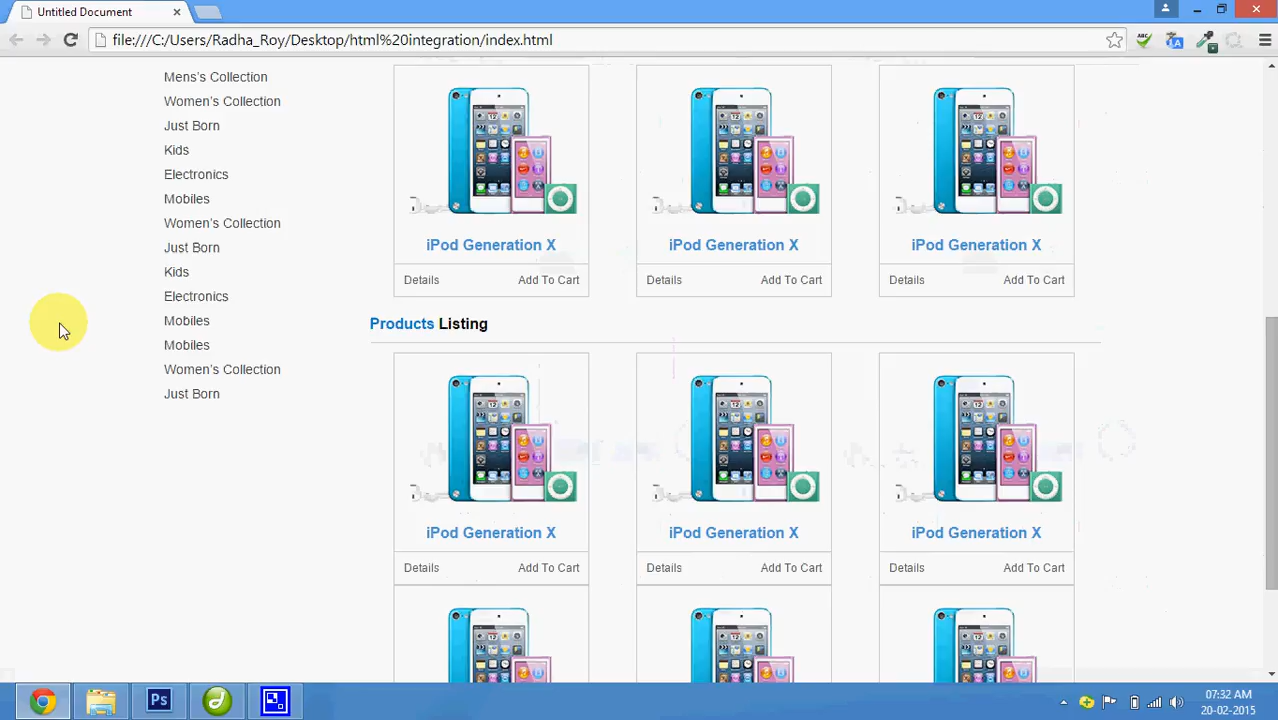 Untitled Document
file:///C:/Users/Radha_Roy/Desktop/html%20integration/index.html
Mens's Collection
Women's Collection
Just Born
Kids
Electronics
Mobiles
Women's Collection
Just Born
Kids
Electronics
Mobiles
Mobiles
Women's Collection
Just Born
iPod Generation X
iPod Generation X
iPod Generation X
Details Add To Cart
Details Add To Cart
Details Add To Cart
Products Listing
iPod Generation X
iPod Generation X
iPod Generation X
Details Add To Cart
Details Add To Cart
Details Add To Cart
Ps
07:32 AM
20-02-2015